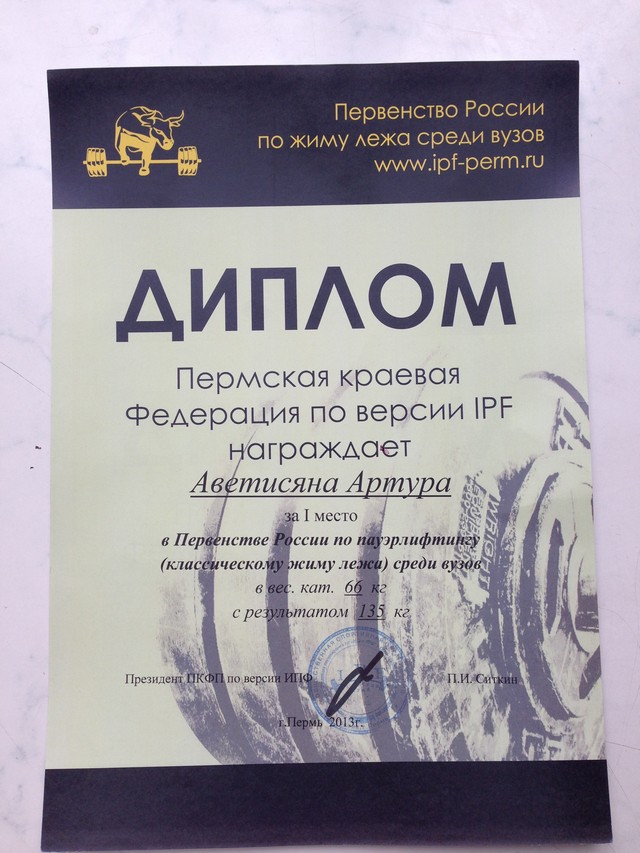 Первенство России
по жиму лежа среди вузов
www.ipf-perm.ru
ДИПЛОМ
Пермская краевая
Федерация по версии IPF
награждает
Аветисяна Артура
за I место
в Первенстве России по пауэрлифтингу
(классическому жиму лежа) среди вузов
в вес. кат. 66 кг
с результатом 135 кг
Президент ПКФП по версии ИПФ П.И. Ситкин
г.Пермь 2013г.